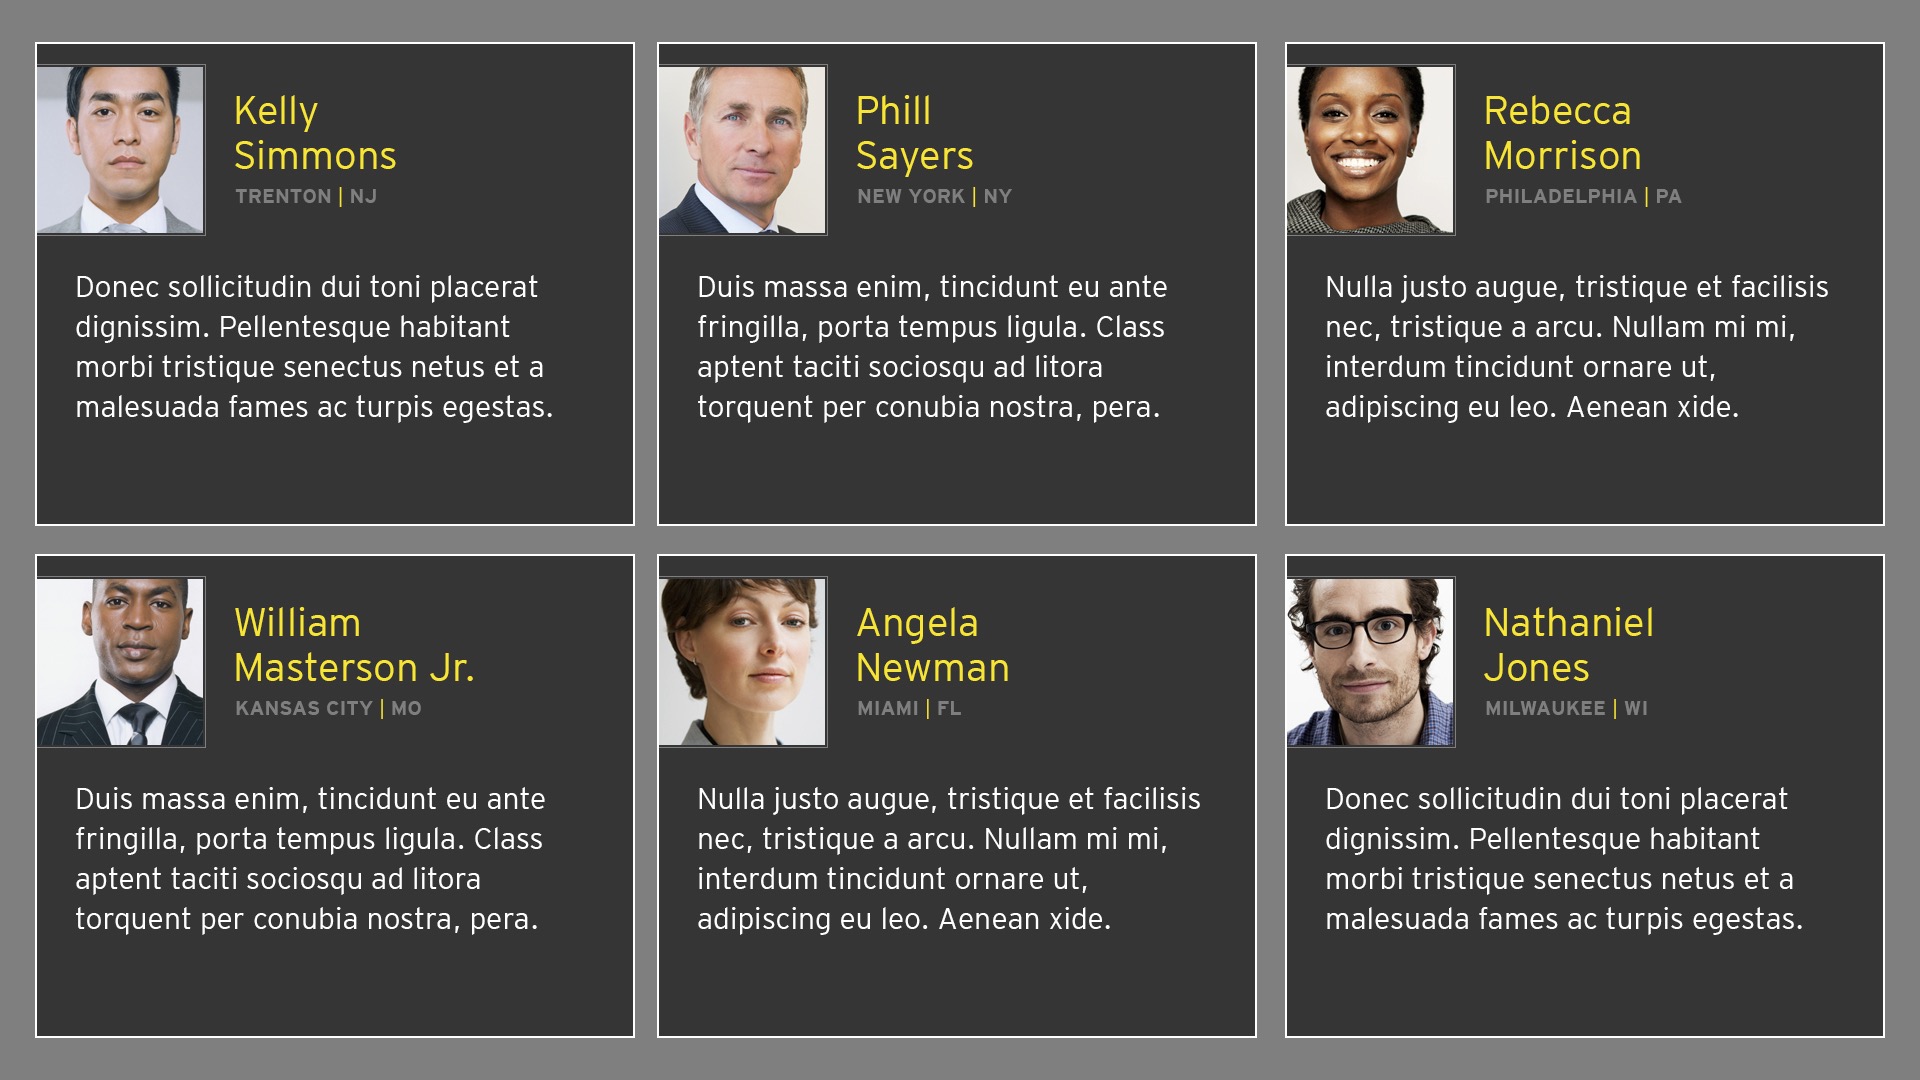 Kelly
Simmons
TRENTON | NJ
Donec sollicitudin dui toni placerat
dignissim. Pellentesque habitant
morbi tristique senectus netus et a
malesuada fames ac turpis egestas.
Phill
Sayers
NEW YORK | NY
Duis massa enim, tincidunt eu ante
fringilla, porta tempus ligula. Class
aptent taciti sociosqu ad litora
torquent per conubia nostra, pera.
Rebecca
Morrison
PHILADELPHIA | PA
Nulla justo augue, tristique et facilisis
nec, tristique a arcu. Nullam mi mi,
interdum tincidunt ornare ut,
adipiscing eu leo. Aenean xide.
William
Masterson Jr.
KANSAS CITY | MO
Duis massa enim, tincidunt eu ante
fringilla, porta tempus ligula. Class
aptent taciti sociosqu ad litora
torquent per conubia nostra, pera.
Angela
Newman
MIAMI | FL
Nulla justo augue, tristique et facilisis
nec, tristique a arcu. Nullam mi mi,
interdum tincidunt ornare ut,
adipiscing eu leo. Aenean xide.
Nathaniel
Jones
MILWAUKEE | WI
Donec sollicitudin dui toni placerat
dignissim. Pellentesque habitant
morbi tristique senectus netus et a
malesuada fames ac turpis egestas.